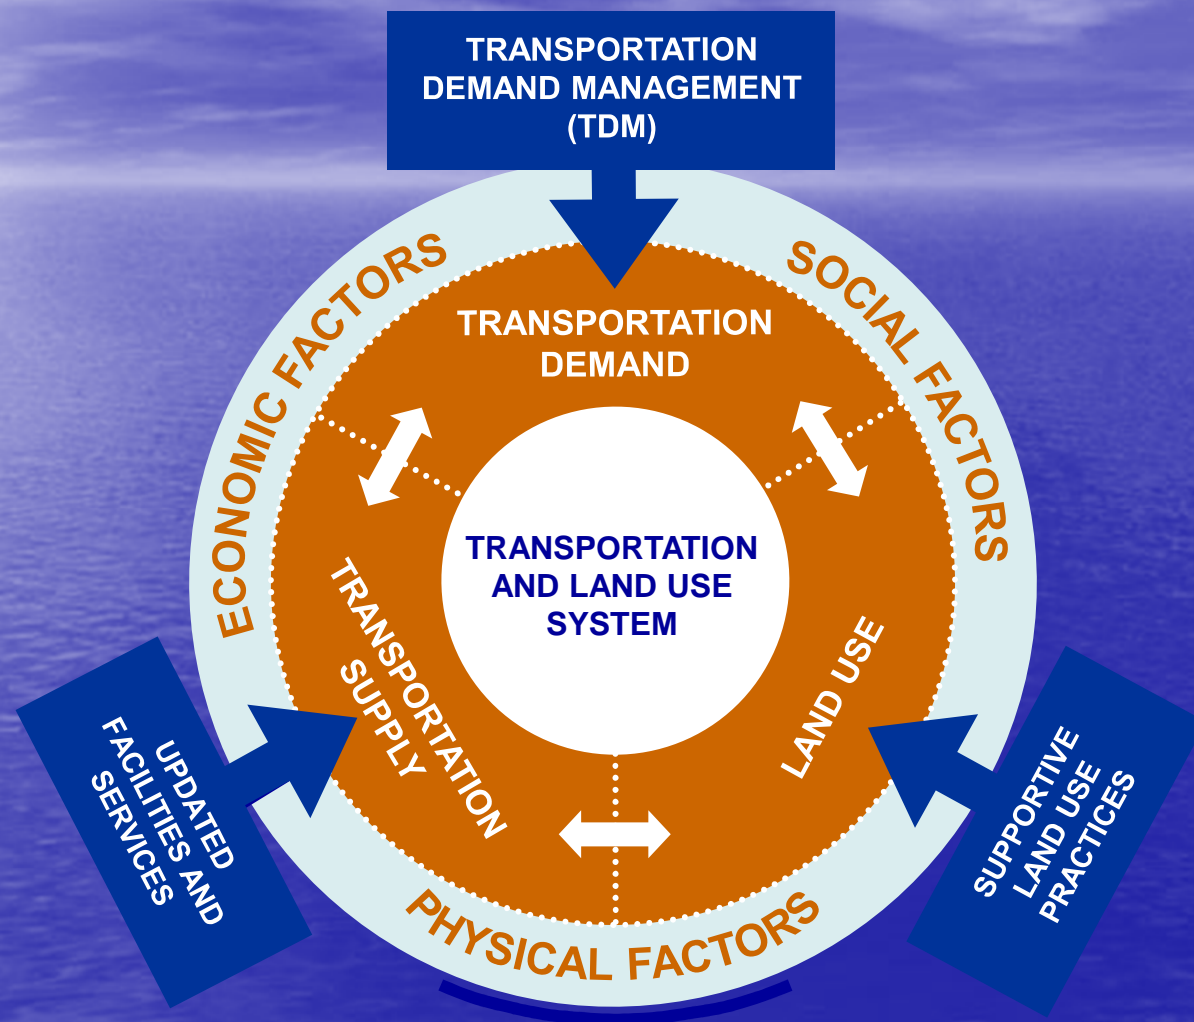 TRANSPORTATION
DEMAND MANAGEMENT
(TDM)
ECONOMIC FACTORS
SOCIAL FACTORS
TRANSPORTATION
DEMAND
TRANSPORTATION
AND LAND USE
SYSTEM
TRANSPORTATION
SUPPLY
LAND USE
UPDATED
FACILITIES AND
SERVICES
SUPPORTIVE
LAND USE
PRACTICES
PHYSICAL FACTORS